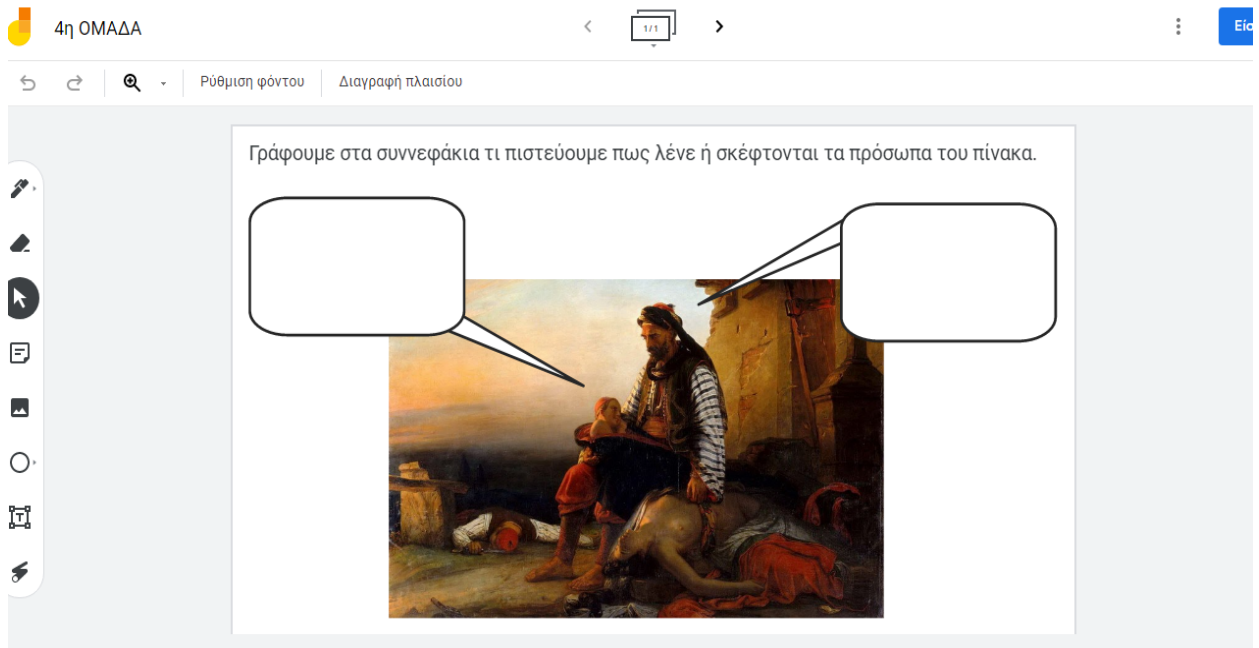 4η ΟΜΑΔΑ
1/1
Ρύθμιση φόντου
Διαγραφή πλαισίου
Γράφουμε στα συννεφάκια τι πιστεύουμε πως λένε ή σκέφτονται τα πρόσωπα του πίνακα.